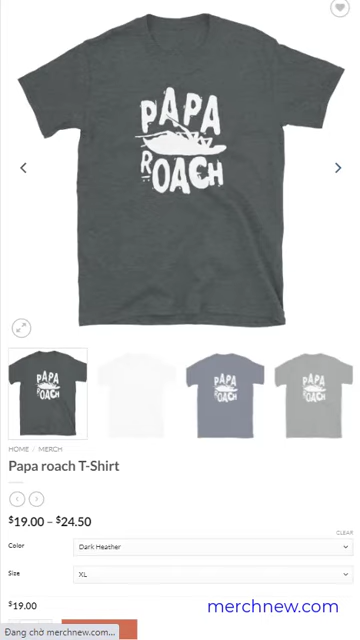 PAPA
ROACH
PAPA
ROACH
PAPA
ROACH
PAPA
ROACH
HOME / MERCH
Papa roach T-Shirt
$19.00 – $24.50
CLEAR
Color
Dark Heather
Size
XL
$19.00
merchnew.com
Đang chờ merchnew.com...